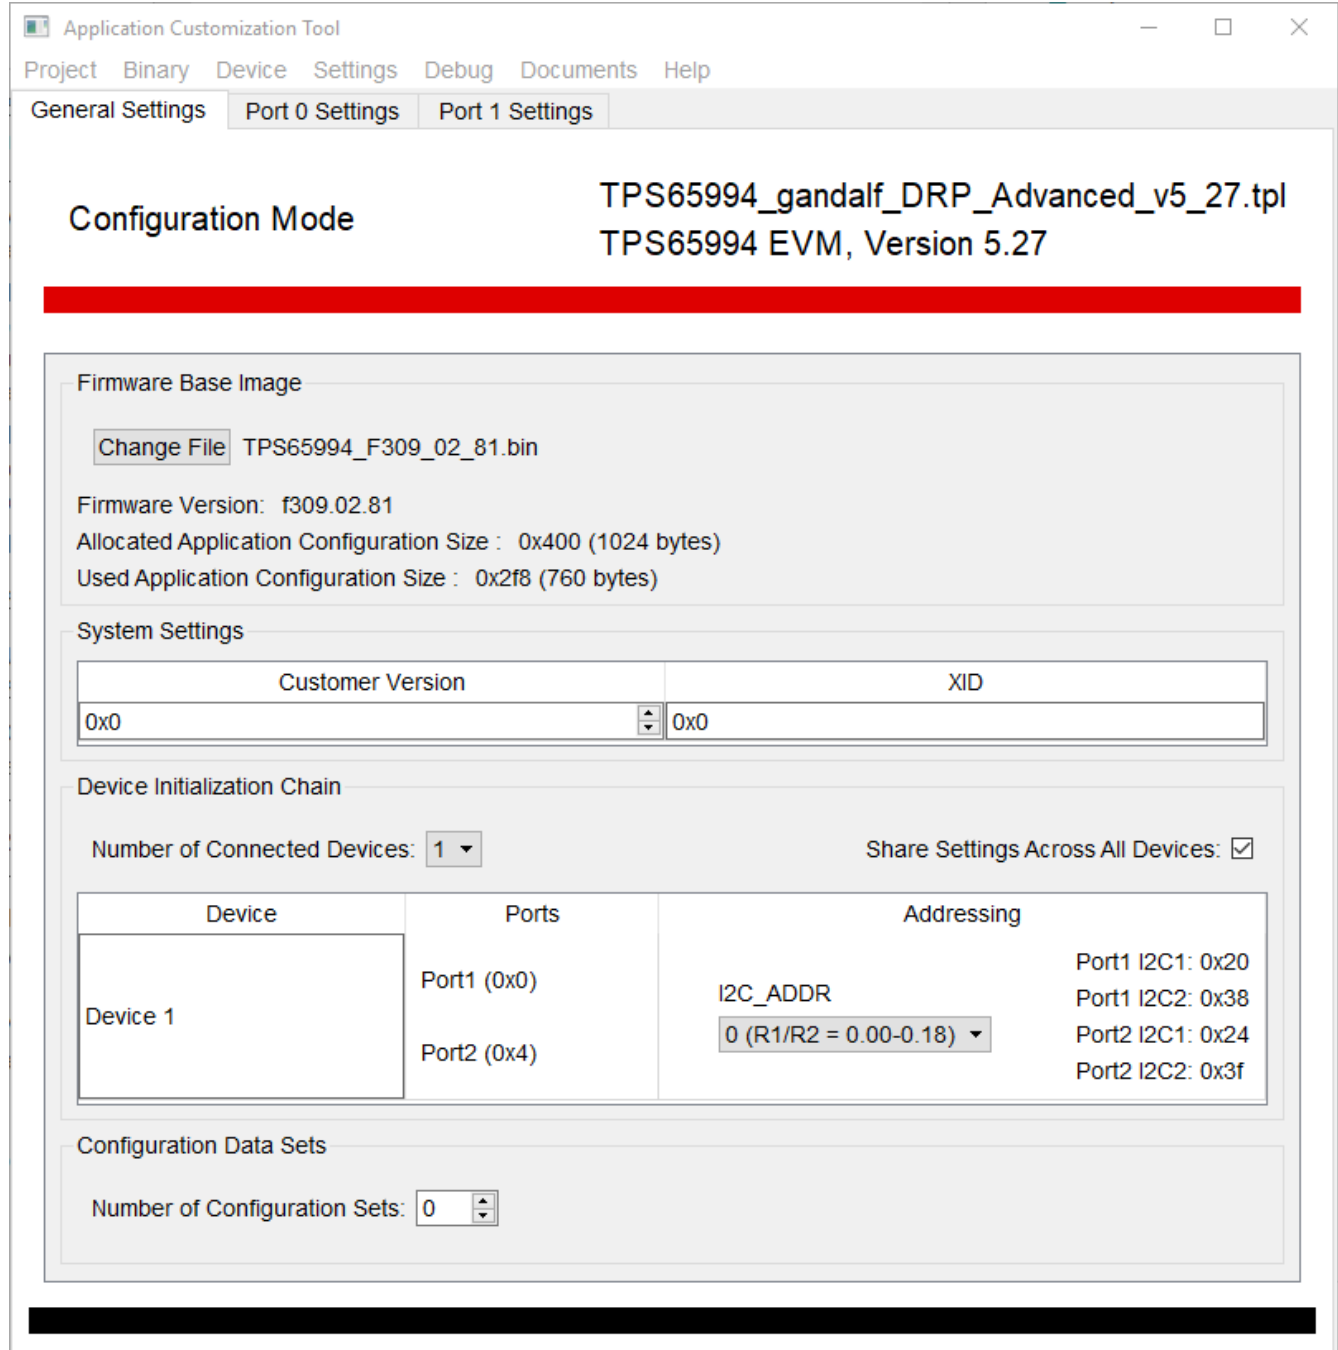 Application Customization Tool
Project Binary Device Settings Debug Documents Help
General Settings Port 0 Settings Port 1 Settings
Configuration Mode
TPS65994_gandalf_DRP_Advanced_v5_27.tpl
TPS65994 EVM, Version 5.27
Firmware Base Image
Change File TPS65994_F309_02_81.bin
Firmware Version: f309.02.81
Allocated Application Configuration Size : 0x400 (1024 bytes)
Used Application Configuration Size : 0x2f8 (760 bytes)
System Settings
Customer Version XID
0x0 0x0
Device Initialization Chain
Number of Connected Devices: 1 Share Settings Across All Devices:
Device Ports Addressing
Device 1
Port1 (0x0)
Port2 (0x4)
I2C_ADDR
0 (R1/R2 = 0.00-0.18)
Port1 I2C1: 0x20
Port1 I2C2: 0x38
Port2 I2C1: 0x24
Port2 I2C2: 0x3f
Configuration Data Sets
Number of Configuration Sets: 0